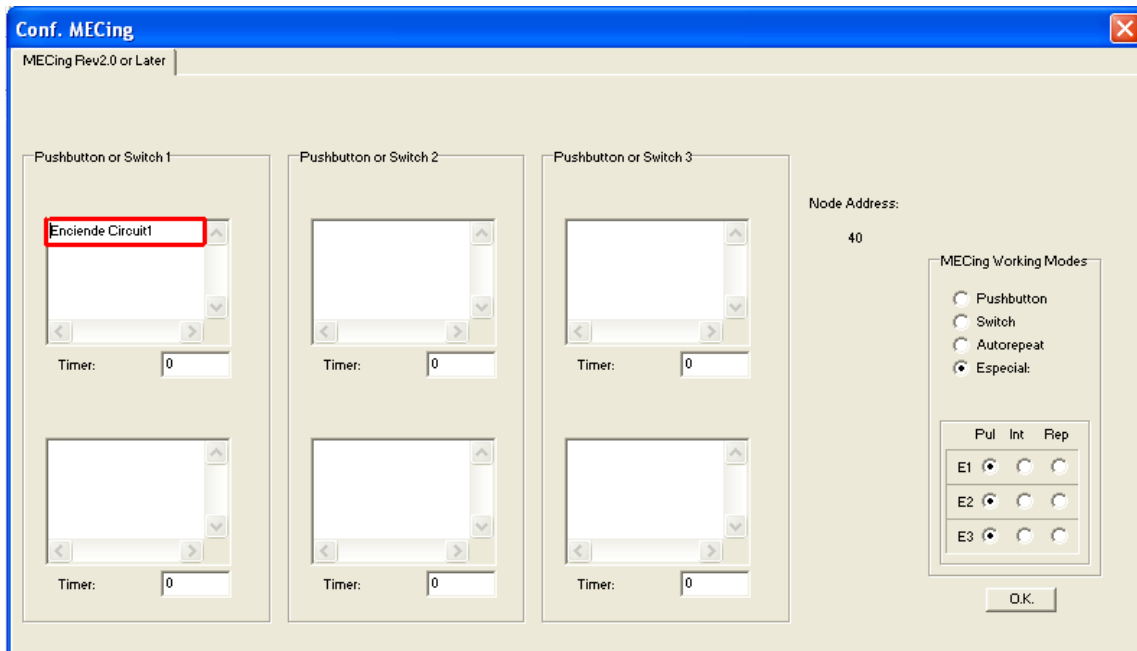 Conf. MECing
MECing Rev2.0 or Later
Pushbutton or Switch 1
Enciende Circuit1
Timer: 0
Timer: 0
Pushbutton or Switch 2
Timer: 0
Timer: 0
Pushbutton or Switch 3
Timer: 0
Timer: 0
Node Address:
40
MECing Working Modes
Pushbutton
Switch
Autorepeat
Especial:
Pul Int Rep
E1
E2
E3
O.K.